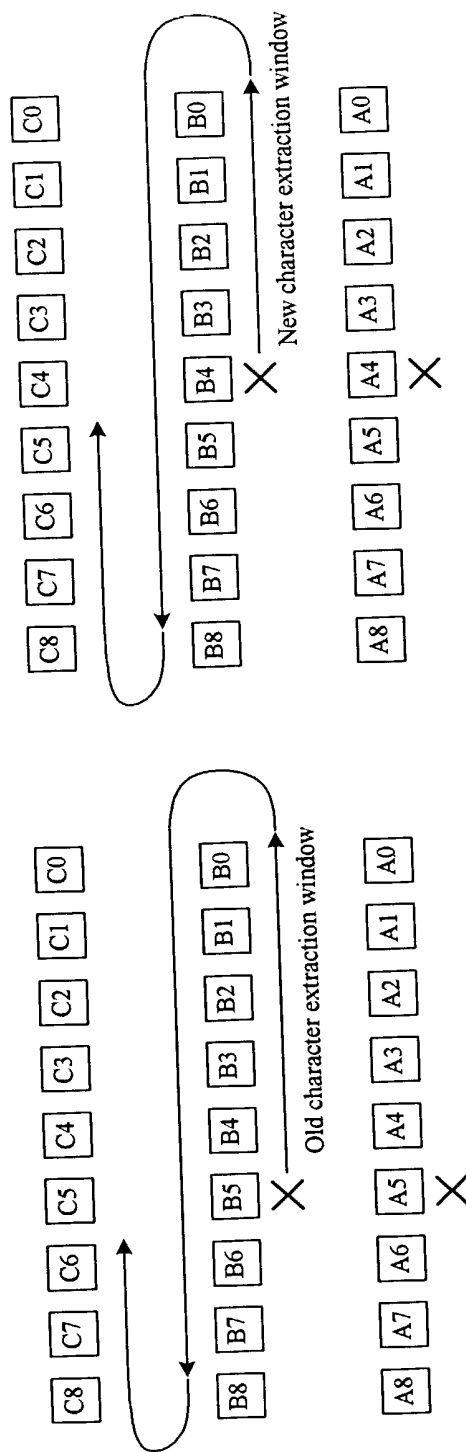 C8 C7 C6 C5 C4 C3 C2 C1 C0
B8 B7 B6 B5 B4 B3 B2 B1 B0
Old character extraction window
A8 A7 A6 A5 A4 A3 A2 A1 A0
C8 C7 C6 C5 C4 C3 C2 C1 C0
B8 B7 B6 B5 B4 B3 B2 B1 B0
New character extraction window
A8 A7 A6 A5 A4 A3 A2 A1 A0